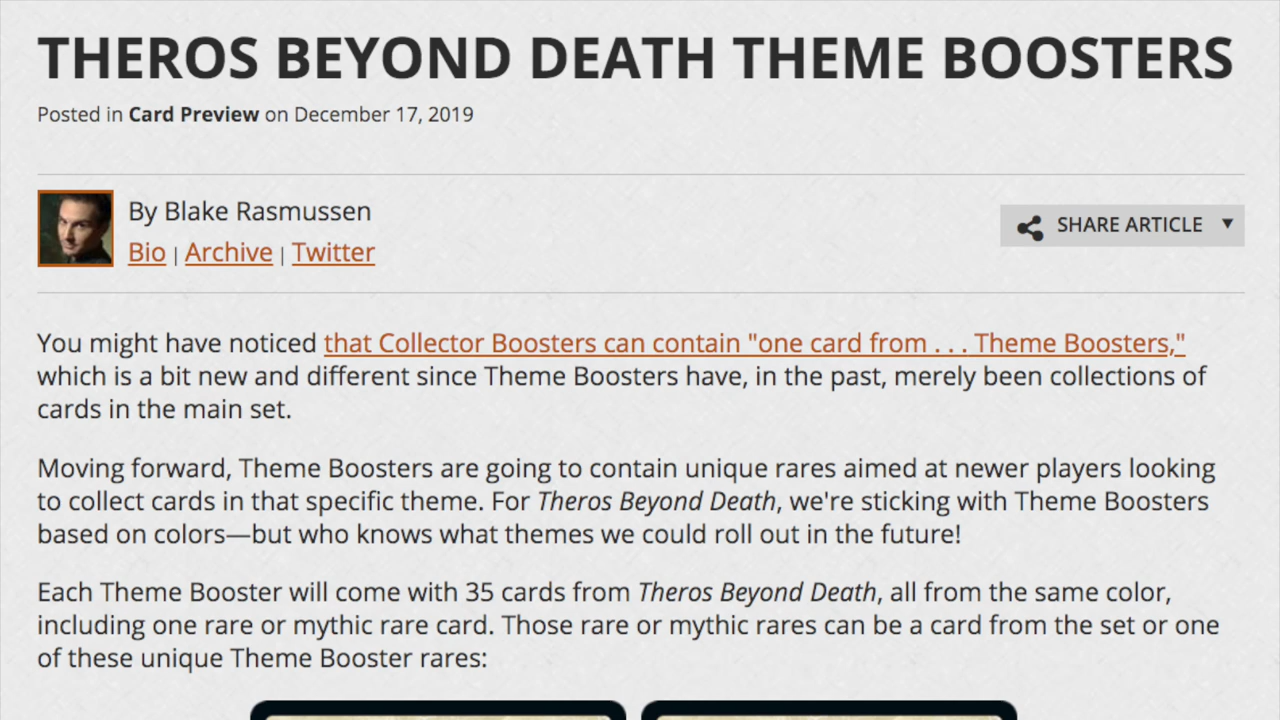 THEROS BEYOND DEATH THEME BOOSTERS
Posted in Card Preview on December 17, 2019
By Blake Rasmussen
Bio | Archive | Twitter
SHARE ARTICLE ▼
You might have noticed that Collector Boosters can contain "one card from . . . Theme Boosters,"
which is a bit new and different since Theme Boosters have, in the past, merely been collections of
cards in the main set.
Moving forward, Theme Boosters are going to contain unique rares aimed at newer players looking
to collect cards in that specific theme. For Theros Beyond Death, we're sticking with Theme Boosters
based on colors—but who knows what themes we could roll out in the future!
Each Theme Booster will come with 35 cards from Theros Beyond Death, all from the same color,
including one rare or mythic rare card. Those rare or mythic rares can be a card from the set or one
of these unique Theme Booster rares: